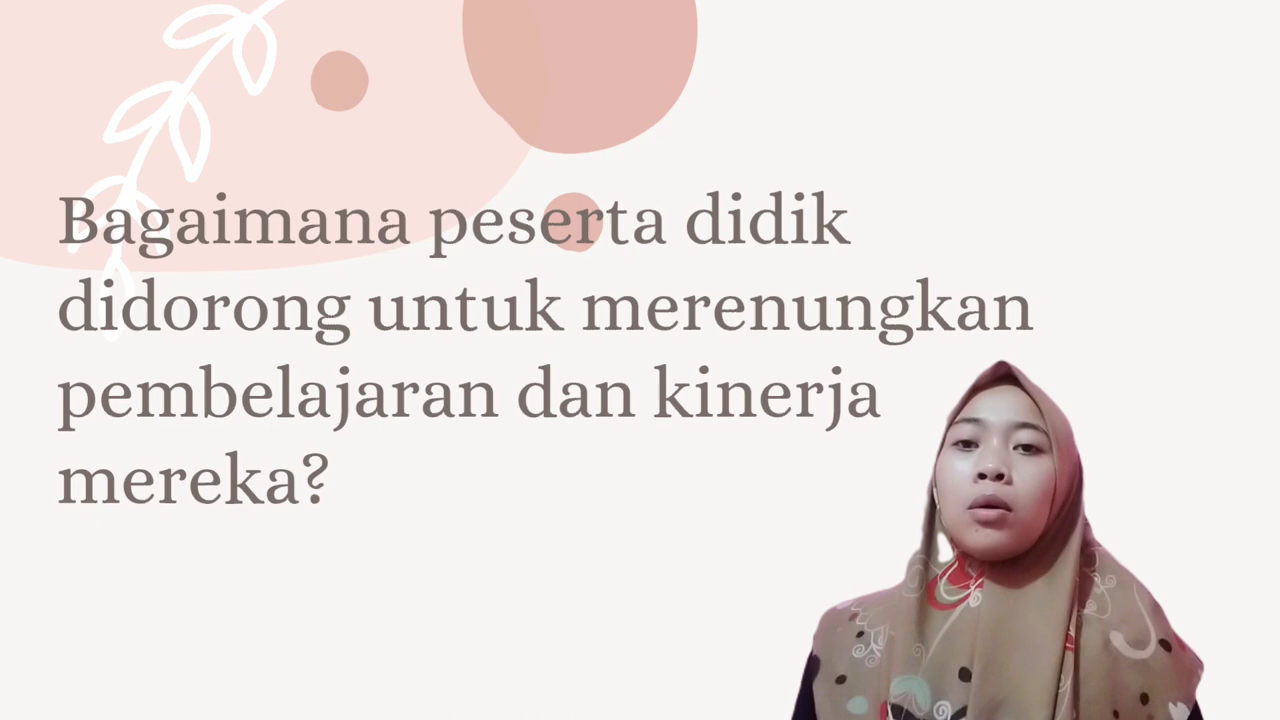 Bagaimana peserta didik
didorong untuk merenungkan
pembelajaran dan kinerja
mereka?